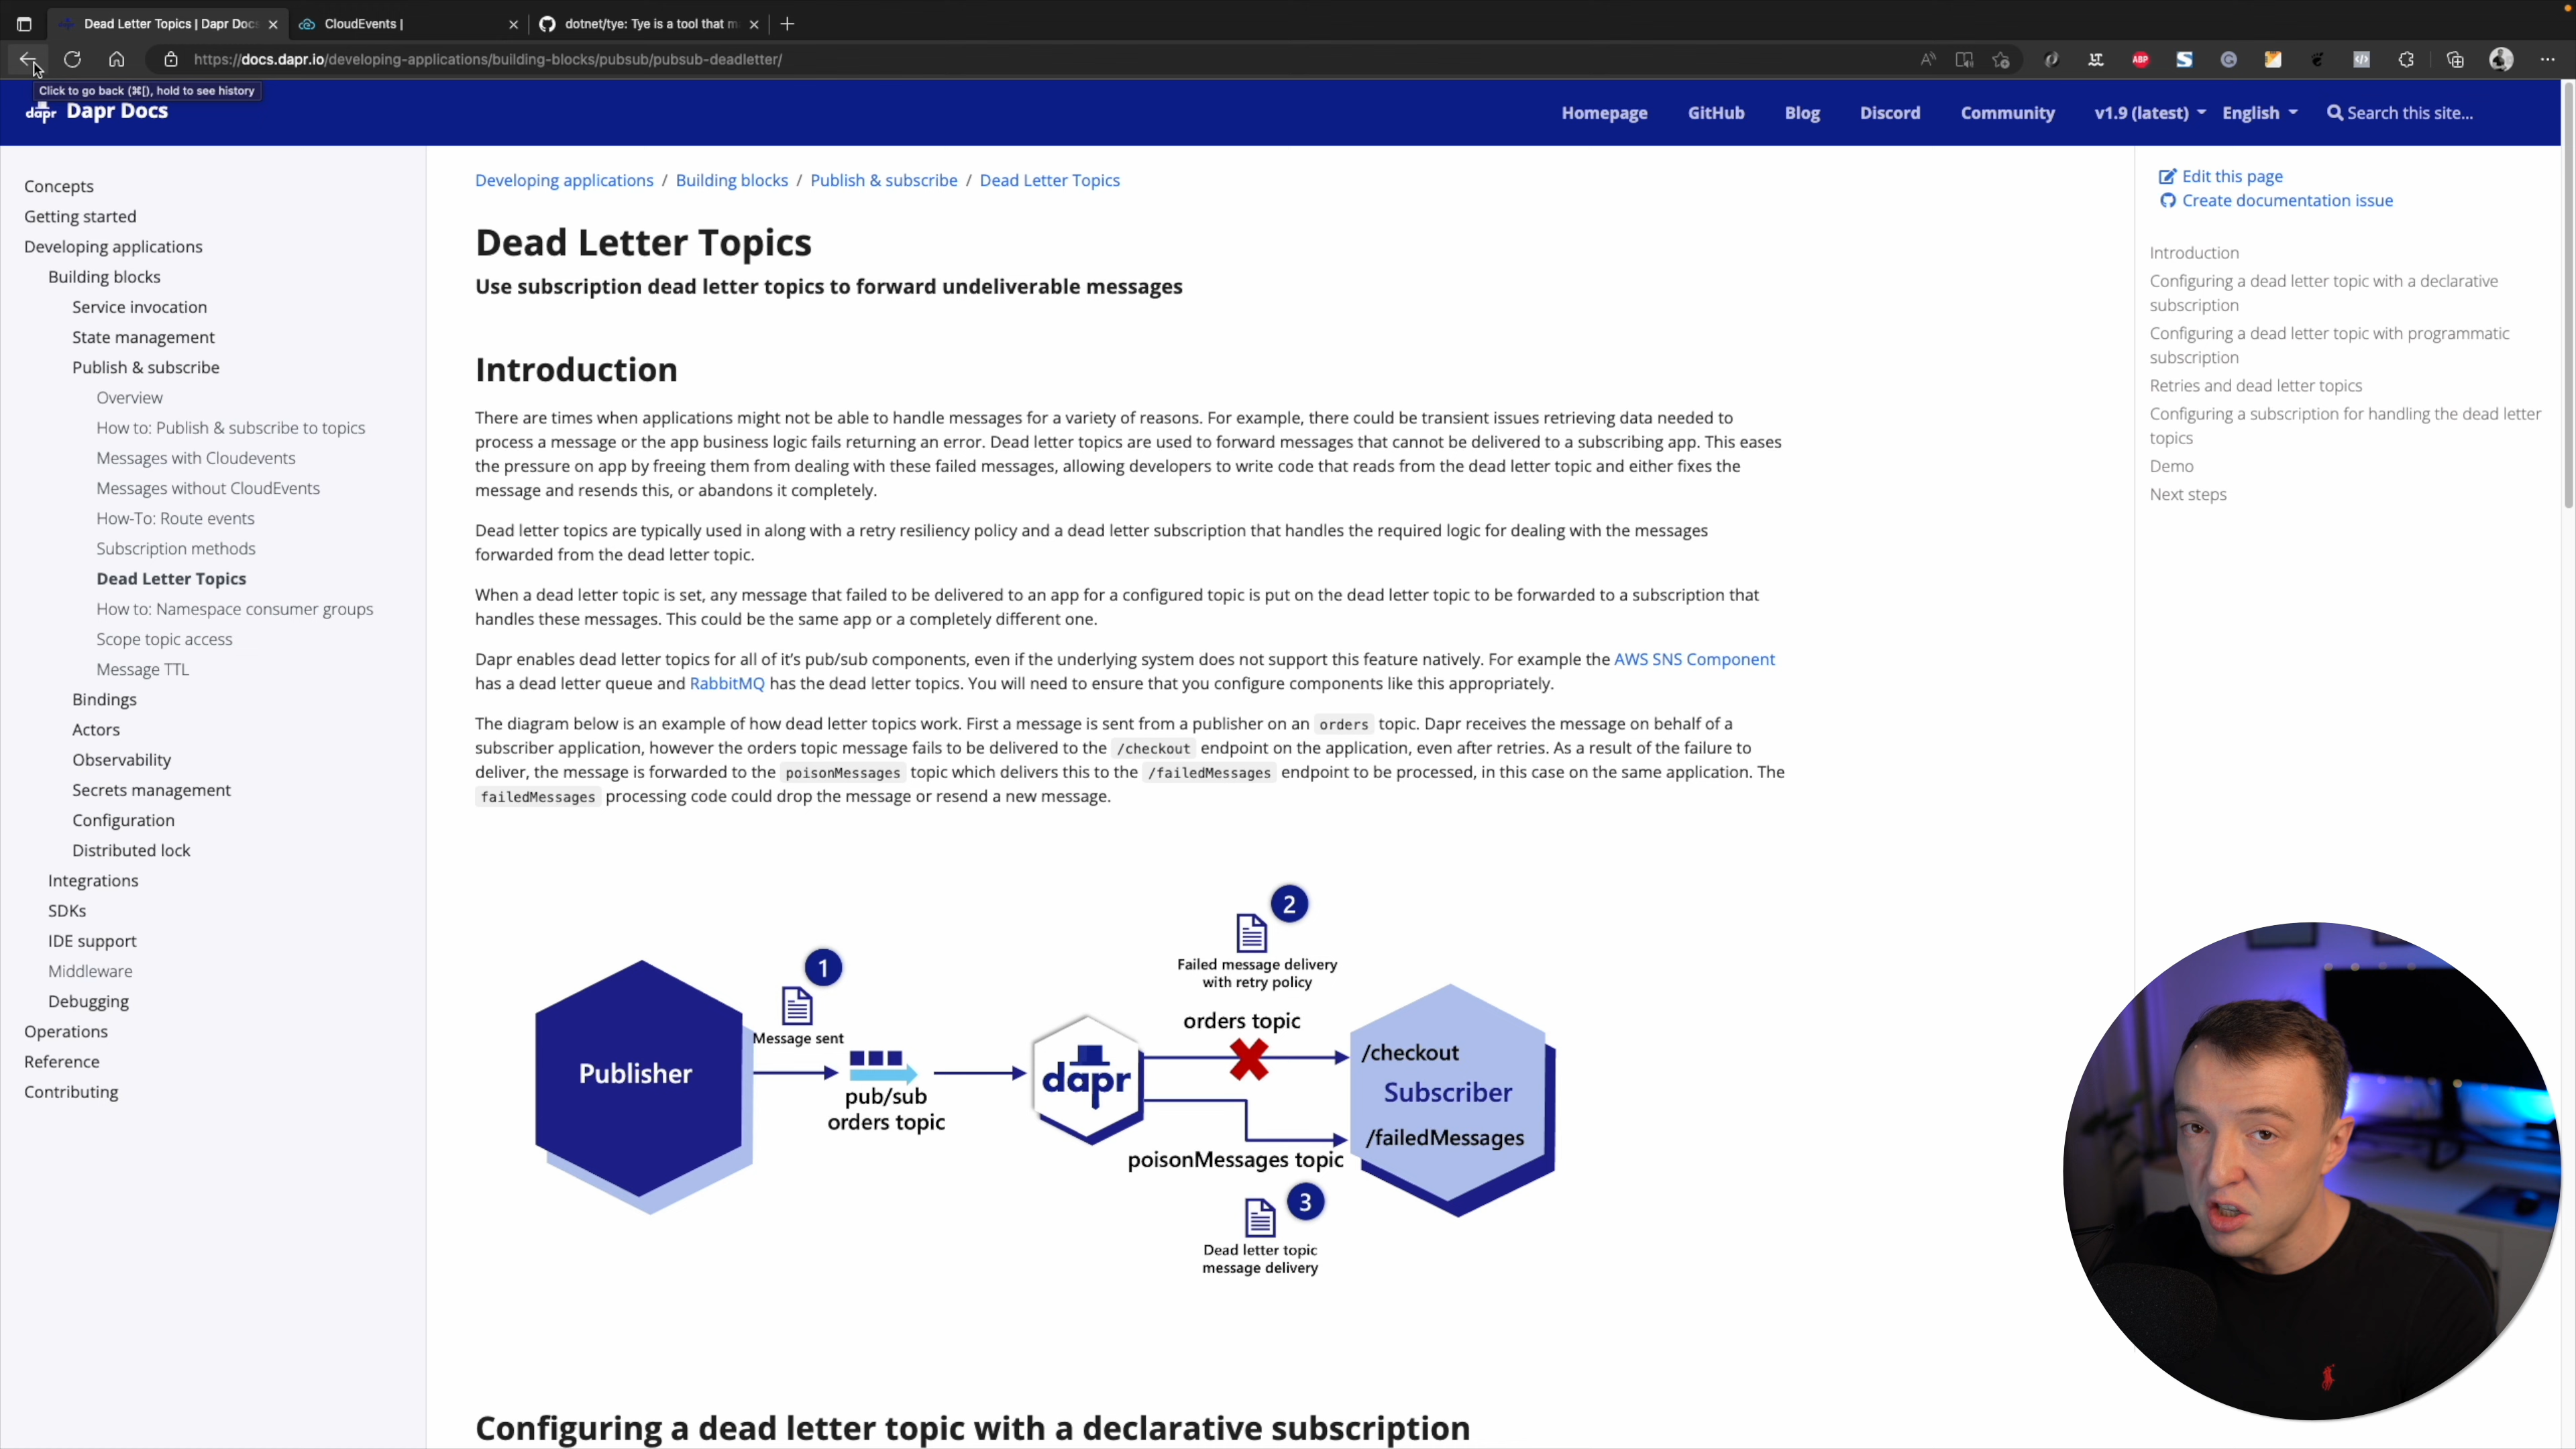 Dead Letter Topics | Dapr Doc
CloudEvents |
dotnet/tye: Tye is a tool that m
https://docs.dapr.io/developing-applications/building-blocks/pubsub/pubsub-deadletter/
ABP
Click to go back (⌘[), hold to see history
dapr Dapr Docs
Homepage
GitHub
Blog
Discord
Community
v1.9 (latest)
English
Search this site...
Concepts
Getting started
Developing applications
Building blocks
Service invocation
State management
Publish & subscribe
Overview
How to: Publish & subscribe to topics
Messages with Cloudevents
Messages without CloudEvents
How-To: Route events
Subscription methods
Dead Letter Topics
How to: Namespace consumer groups
Scope topic access
Message TTL
Bindings
Actors
Observability
Secrets management
Configuration
Distributed lock
Integrations
SDKs
IDE support
Middleware
Debugging
Operations
Reference
Contributing
Developing applications / Building blocks / Publish & subscribe / Dead Letter Topics
Dead Letter Topics
Use subscription dead letter topics to forward undeliverable messages
Introduction
There are times when applications might not be able to handle messages for a variety of reasons. For example, there could be transient issues retrieving data needed to
process a message or the app business logic fails returning an error. Dead letter topics are used to forward messages that cannot be delivered to a subscribing app. This eases
the pressure on app by freeing them from dealing with these failed messages, allowing developers to write code that reads from the dead letter topic and either fixes the
message and resends this, or abandons it completely.
Dead letter topics are typically used in along with a retry resiliency policy and a dead letter subscription that handles the required logic for dealing with the messages
forwarded from the dead letter topic.
When a dead letter topic is set, any message that failed to be delivered to an app for a configured topic is put on the dead letter topic to be forwarded to a subscription that
handles these messages. This could be the same app or a completely different one.
Dapr enables dead letter topics for all of it's pub/sub components, even if the underlying system does not support this feature natively. For example the AWS SNS Component
has a dead letter queue and RabbitMQ has the dead letter topics. You will need to ensure that you configure components like this appropriately.
The diagram below is an example of how dead letter topics work. First a message is sent from a publisher on an orders topic. Dapr receives the message on behalf of a
subscriber application, however the orders topic message fails to be delivered to the /checkout endpoint on the application, even after retries. As a result of the failure to
deliver, the message is forwarded to the poisonMessages topic which delivers this to the /failedMessages endpoint to be processed, in this case on the same application. The
failedMessages processing code could drop the message or resend a new message.
Publisher
1
Message sent
pub/sub
orders topic
dapr
2
Failed message delivery
with retry policy
orders topic
/checkout
Subscriber
/failedMessages
poisonMessages topic
3
Dead letter topic
message delivery
Configuring a dead letter topic with a declarative subscription
Edit this page
Create documentation issue
Introduction
Configuring a dead letter topic with a declarative
subscription
Configuring a dead letter topic with programmatic
subscription
Retries and dead letter topics
Configuring a subscription for handling the dead letter
topics
Demo
Next steps